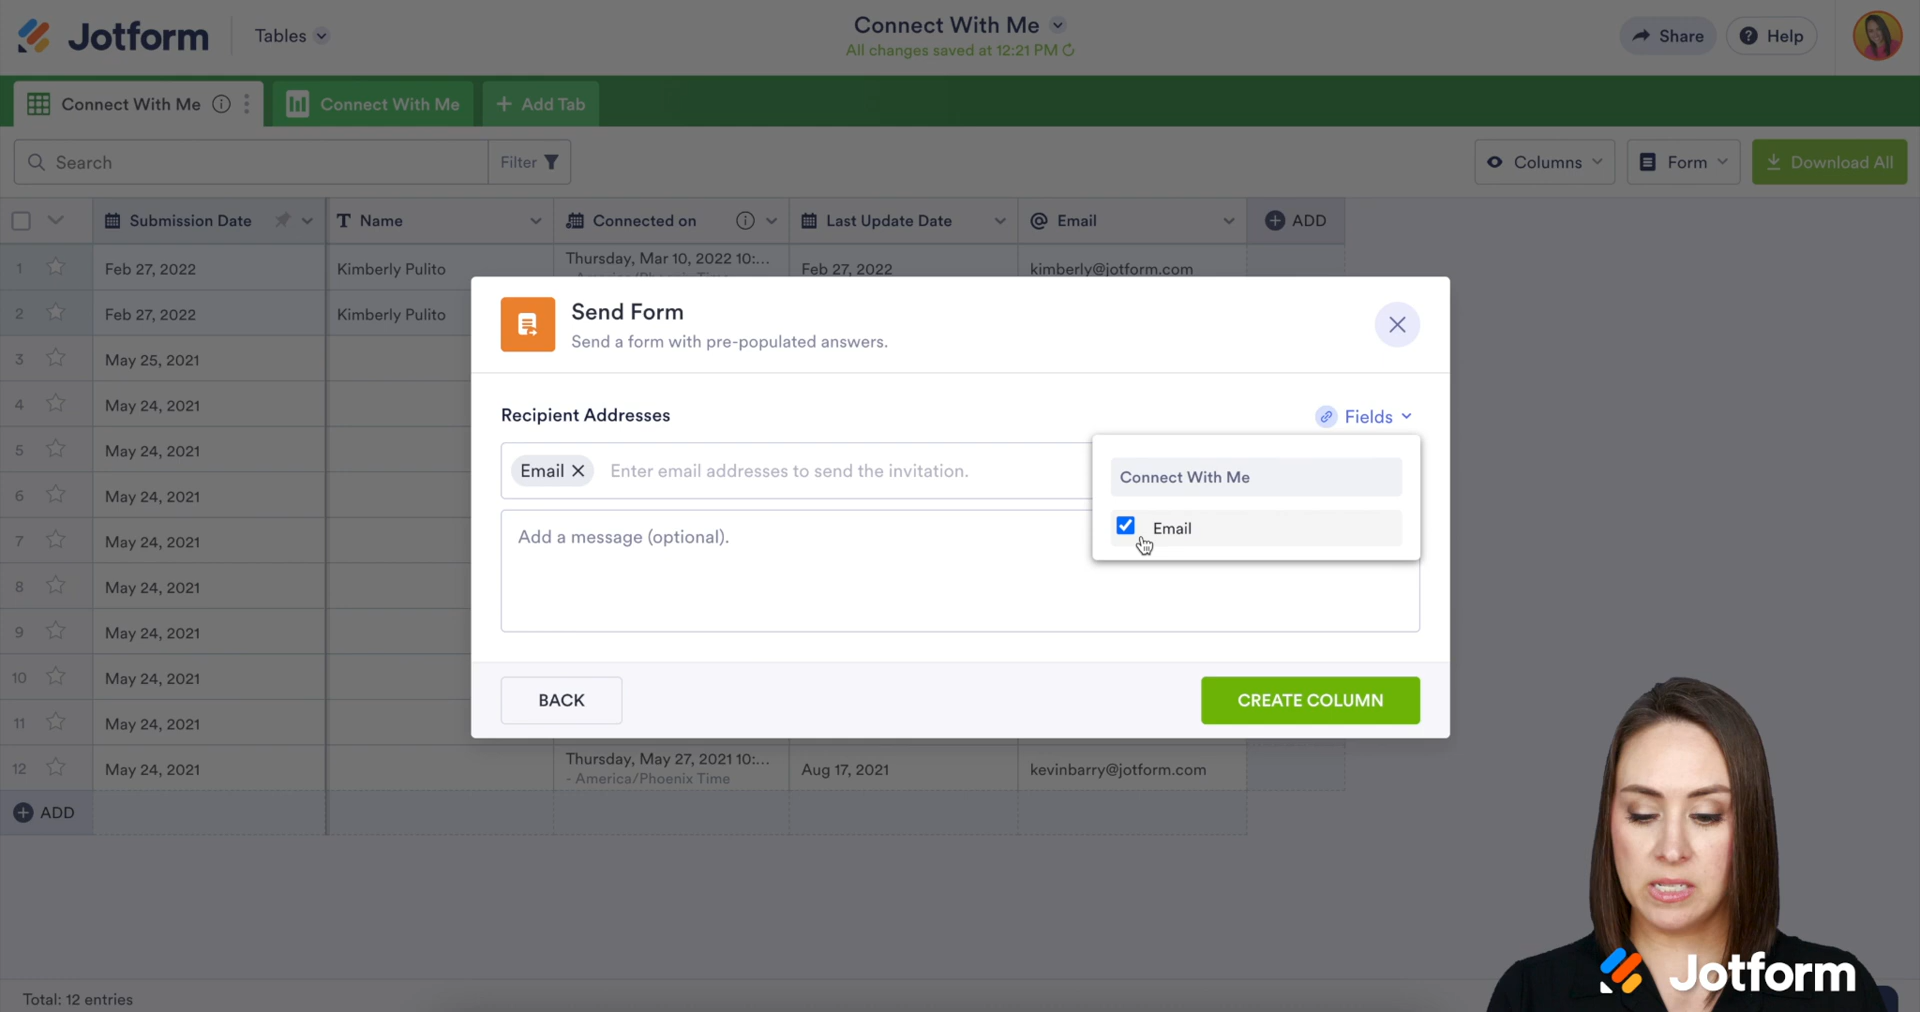 Jotform
Tables
Connect With Me
All changes saved at 12:21 PM
Share
Help
Connect With Me
Connect With Me
+ Add Tab
Search
Filter
Columns
Form
Download All
Submission Date
Name
Connected on
Last Update Date
Email
ADD
1 Feb 27, 2022 Kimberly Pulito Thursday, Mar 10, 2022 10:... Feb 27, 2022 kimberly@jotform.com
- America/Phoenix Time
2 Feb 27, 2022 Kimberly Pulito
3 May 25, 2021
4 May 24, 2021
5 May 24, 2021
6 May 24, 2021
7 May 24, 2021
8 May 24, 2021
9 May 24, 2021
10 May 24, 2021
11 May 24, 2021
12 May 24, 2021 Thursday, May 27, 2021 10:... Aug 17, 2021 kevinbarry@jotform.com
- America/Phoenix Time
ADD
Send Form
Send a form with pre-populated answers.
Recipient Addresses
Fields
Email Enter email addresses to send the invitation.
Connect With Me
Email
Add a message (optional).
BACK
CREATE COLUMN
Total: 12 entries
Jotform